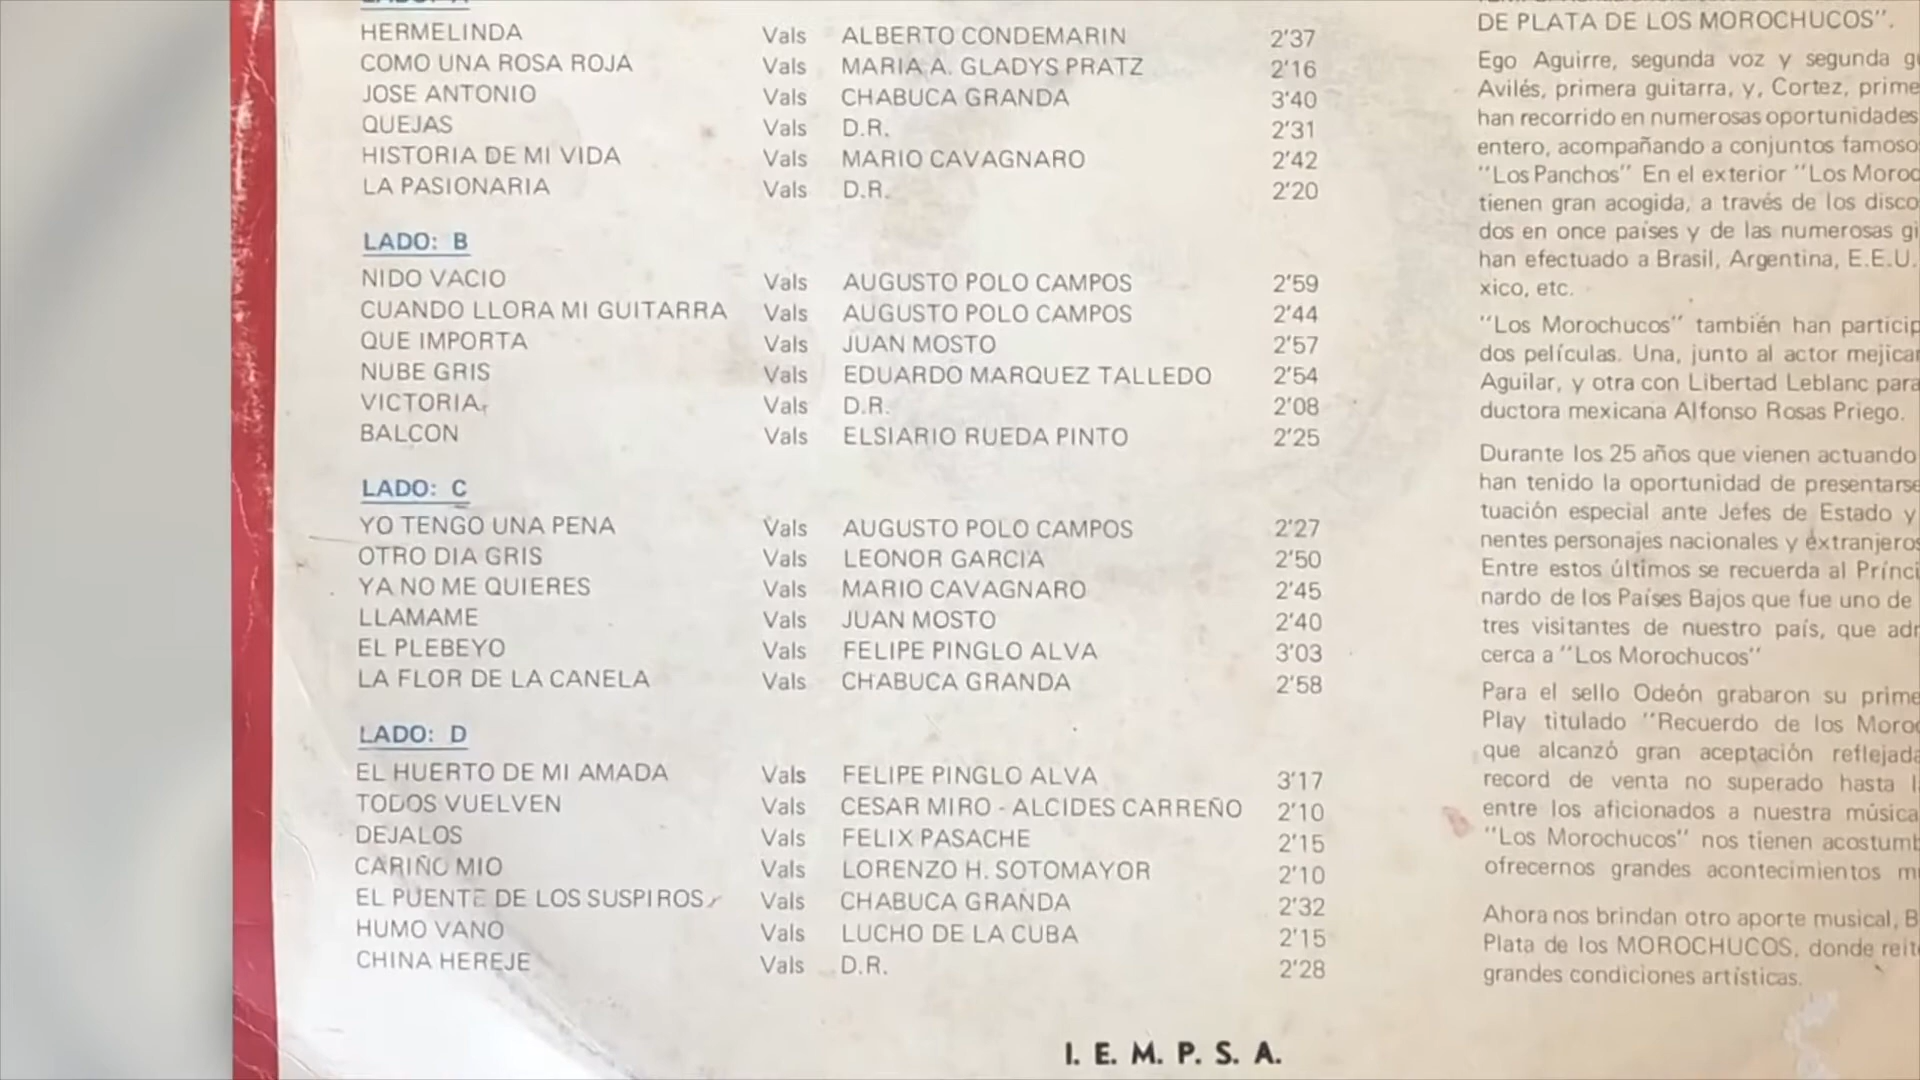 HERMELINDA Vals ALBERTO CONDEMARIN 2'37
COMO UNA ROSA ROJA Vals MARIA A. GLADYS PRATZ 2'16
JOSE ANTONIO Vals CHABUCA GRANDA 3'40
QUEJAS Vals D.R. 2'31
HISTORIA DE MI VIDA Vals MARIO CAVAGNARO 2'42
LA PASIONARIA Vals D.R. 2'20
LADO: B
NIDO VACIO Vals AUGUSTO POLO CAMPOS 2'59
CUANDO LLORA MI GUITARRA Vals AUGUSTO POLO CAMPOS 2'44
QUE IMPORTA Vals JUAN MOSTO 2'57
NUBE GRIS Vals EDUARDO MARQUEZ TALLEDO 2'54
VICTORIA Vals D.R. 2'08
BALCON Vals ELSIARIO RUEDA PINTO 2'25
LADO: C
YO TENGO UNA PENA Vals AUGUSTO POLO CAMPOS 2'27
OTRO DIA GRIS Vals LEONOR GARCIA 2'50
YA NO ME QUIERES Vals MARIO CAVAGNARO 2'45
LLAMAME Vals JUAN MOSTO 2'40
EL PLEBEYO Vals FELIPE PINGLO ALVA 3'03
LA FLOR DE LA CANELA Vals CHABUCA GRANDA 2'58
LADO: D
EL HUERTO DE MI AMADA Vals FELIPE PINGLO ALVA 3'17
TODOS VUELVEN Vals CESAR MIRO - ALCIDES CARREÑO 2'10
DEJALOS Vals FELIX PASACHE 2'15
CARIÑO MIO Vals LORENZO H. SOTOMAYOR 2'10
EL PUENTE DE LOS SUSPIROS Vals CHABUCA GRANDA 2'32
HUMO VANO Vals LUCHO DE LA CUBA 2'15
CHINA HEREJE Vals D.R. 2'28
I. E. M. P. S. A.
DE PLATA DE LOS MOROCHUCOS".
Ego Aguirre, segunda voz y segunda gu
Avilés, primera guitarra, y, Cortez, prime
han recorrido en numerosas oportunidades
entero, acompañando a conjuntos famoso
"Los Panchos" En el exterior "Los Moroc
tienen gran acogida, a través de los disco
dos en once países y de las numerosas gi
han efectuado a Brasil, Argentina, E.E.U.
xico, etc.
"Los Morochucos" también han particip
dos películas. Una, junto al actor mejicar
Aguilar, y otra con Libertad Leblanc para
ductora mexicana Alfonso Rosas Priego.
Durante los 25 años que vienen actuando
han tenido la oportunidad de presentarse
tuación especial ante Jefes de Estado y
nentes personajes nacionales y extranjeros
Entre estos últimos se recuerda al Prínci
nardo de los Países Bajos que fue uno de
tres visitantes de nuestro país, que adr
cerca a "Los Morochucos"
Para el sello Odeón grabaron su prime
Play titulado "Recuerdo de los Moroc
que alcanzó gran aceptación reflejada
record de venta no superado hasta l
entre los aficionados a nuestra música
"Los Morochucos" nos tienen acostumb
ofrecernos grandes acontecimientos mu
Ahora nos brindan otro aporte musical, B
Plata de los MOROCHUCOS, donde reite
grandes condiciones artísticas.